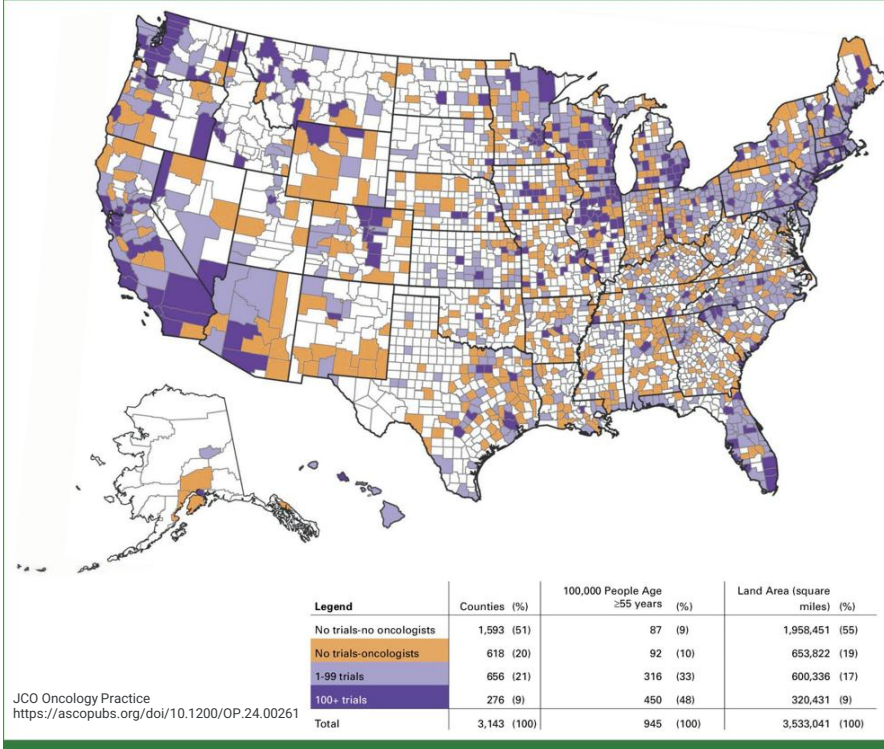 100,000 People Age Land Area (square
Legend Counties (%) ≥55 years (%) miles) (%)
No trials-no oncologists 1,593 (51) 87 (9) 1,958,451 (55)
No trials-oncologists 618 (20) 92 (10) 653,822 (19)
1-99 trials 656 (21) 316 (33) 600,336 (17)
100+ trials 276 (9) 450 (48) 320,431 (9)
Total 3,143 (100) 945 (100) 3,533,041 (100)
JCO Oncology Practice
https://ascopubs.org/doi/10.1200/OP.24.00261